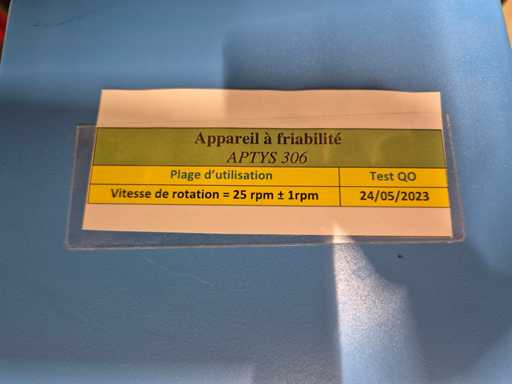 Appareil à friabilité
APTYS 306
Plage d'utilisation Test QO
Vitesse de rotation = 25 rpm ± 1rpm 24/05/2023